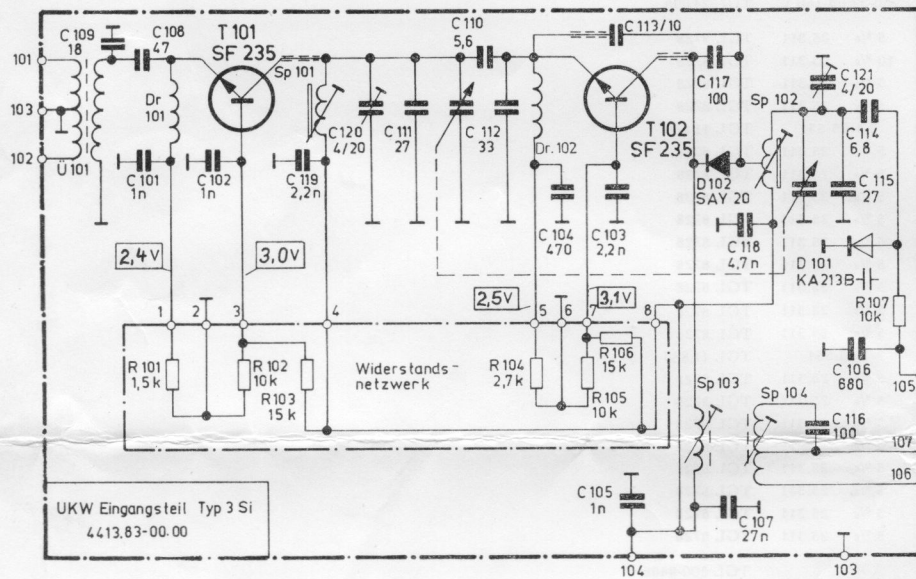 C 109
18
C 108
47
T 101
SF 235
Sp 101
C 110
5,6
C 113/10
C 117
100
C 121
4/20
Sp 102
C 114
6,8
101
103
102
Ü 101
Dr
101
C 120
4/20
C 111
27
C 112
33
Dr. 102
T 102
SF 235
D 102
SAY 20
C 115
27
C 101
1n
C 102
1n
C 119
2,2n
C 104
470
C 103
2,2n
C 118
4,7n
D 101
KA213B
2,4V
3,0V
2,5V
3,1V
R107
10k
1
2
3
4
5
6
7
8
R 101
1,5k
R 102
10k
R 103
15k
Widerstands-
netzwerk
R 104
2,7k
R 106
15k
R 105
10k
C 106
680
105
Sp 103
Sp 104
C 116
100
107
106
UKW Eingangsteil Typ 3 Si
4413.83-00.00
C 105
1n
C 107
27n
104
103